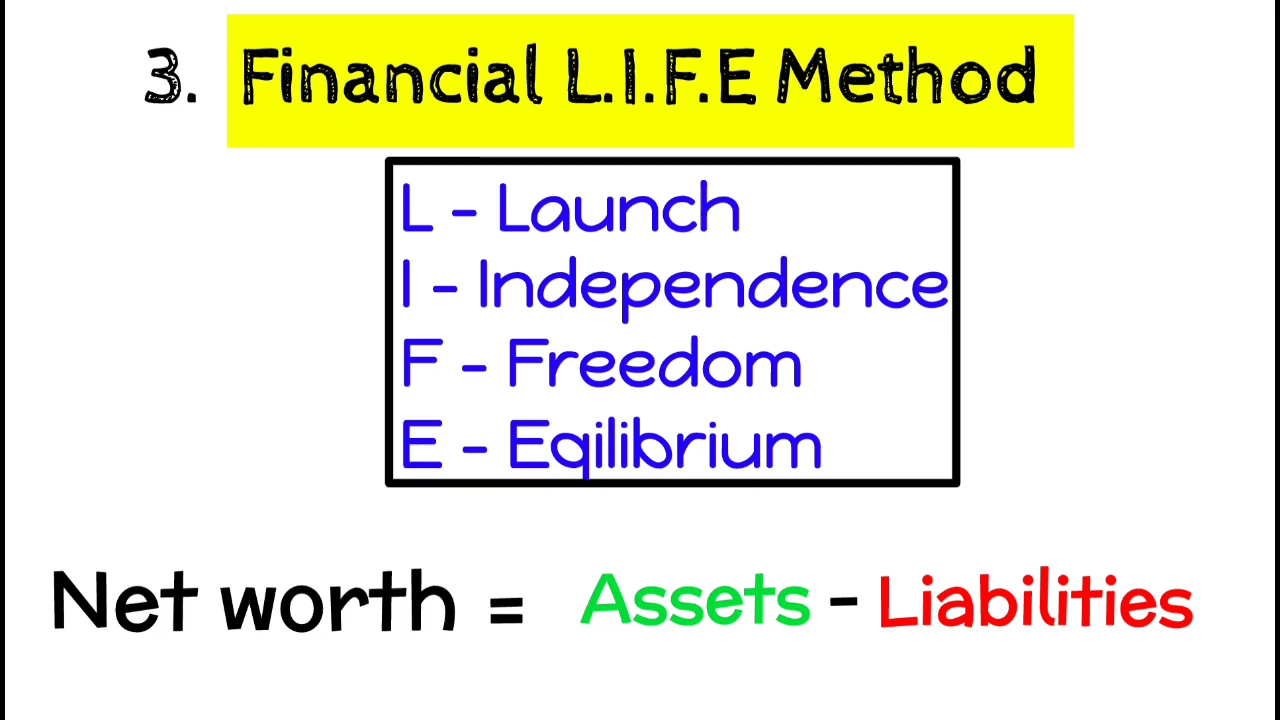 3. Financial L.I.F.E Method
L - Launch
I - Independence
F - Freedom
E - Eqilibrium
Net worth = Assets - Liabilities